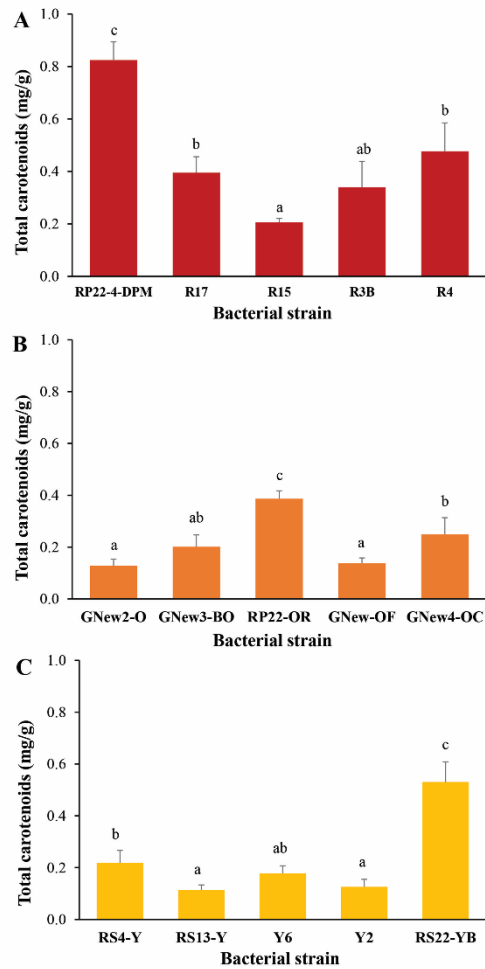 A
Total carotenoids (mg/g)
1.0
0.8
0.6
0.4
0.2
0.0
c
b
a
ab
b
RP22-4-DPM R17 R15 R3B R4
Bacterial strain
B
Total carotenoids (mg/g)
1.0
0.8
0.6
0.4
0.2
0.0
a
ab
c
a
b
GNew2-O GNew3-BO RP22-OR GNew-OF GNew4-OC
Bacterial strain
C
Total carotenoids (mg/g)
1.0
0.8
0.6
0.4
0.2
0.0
b
a
ab
a
c
RS4-Y RS13-Y Y6 Y2 RS22-YB
Bacterial strain